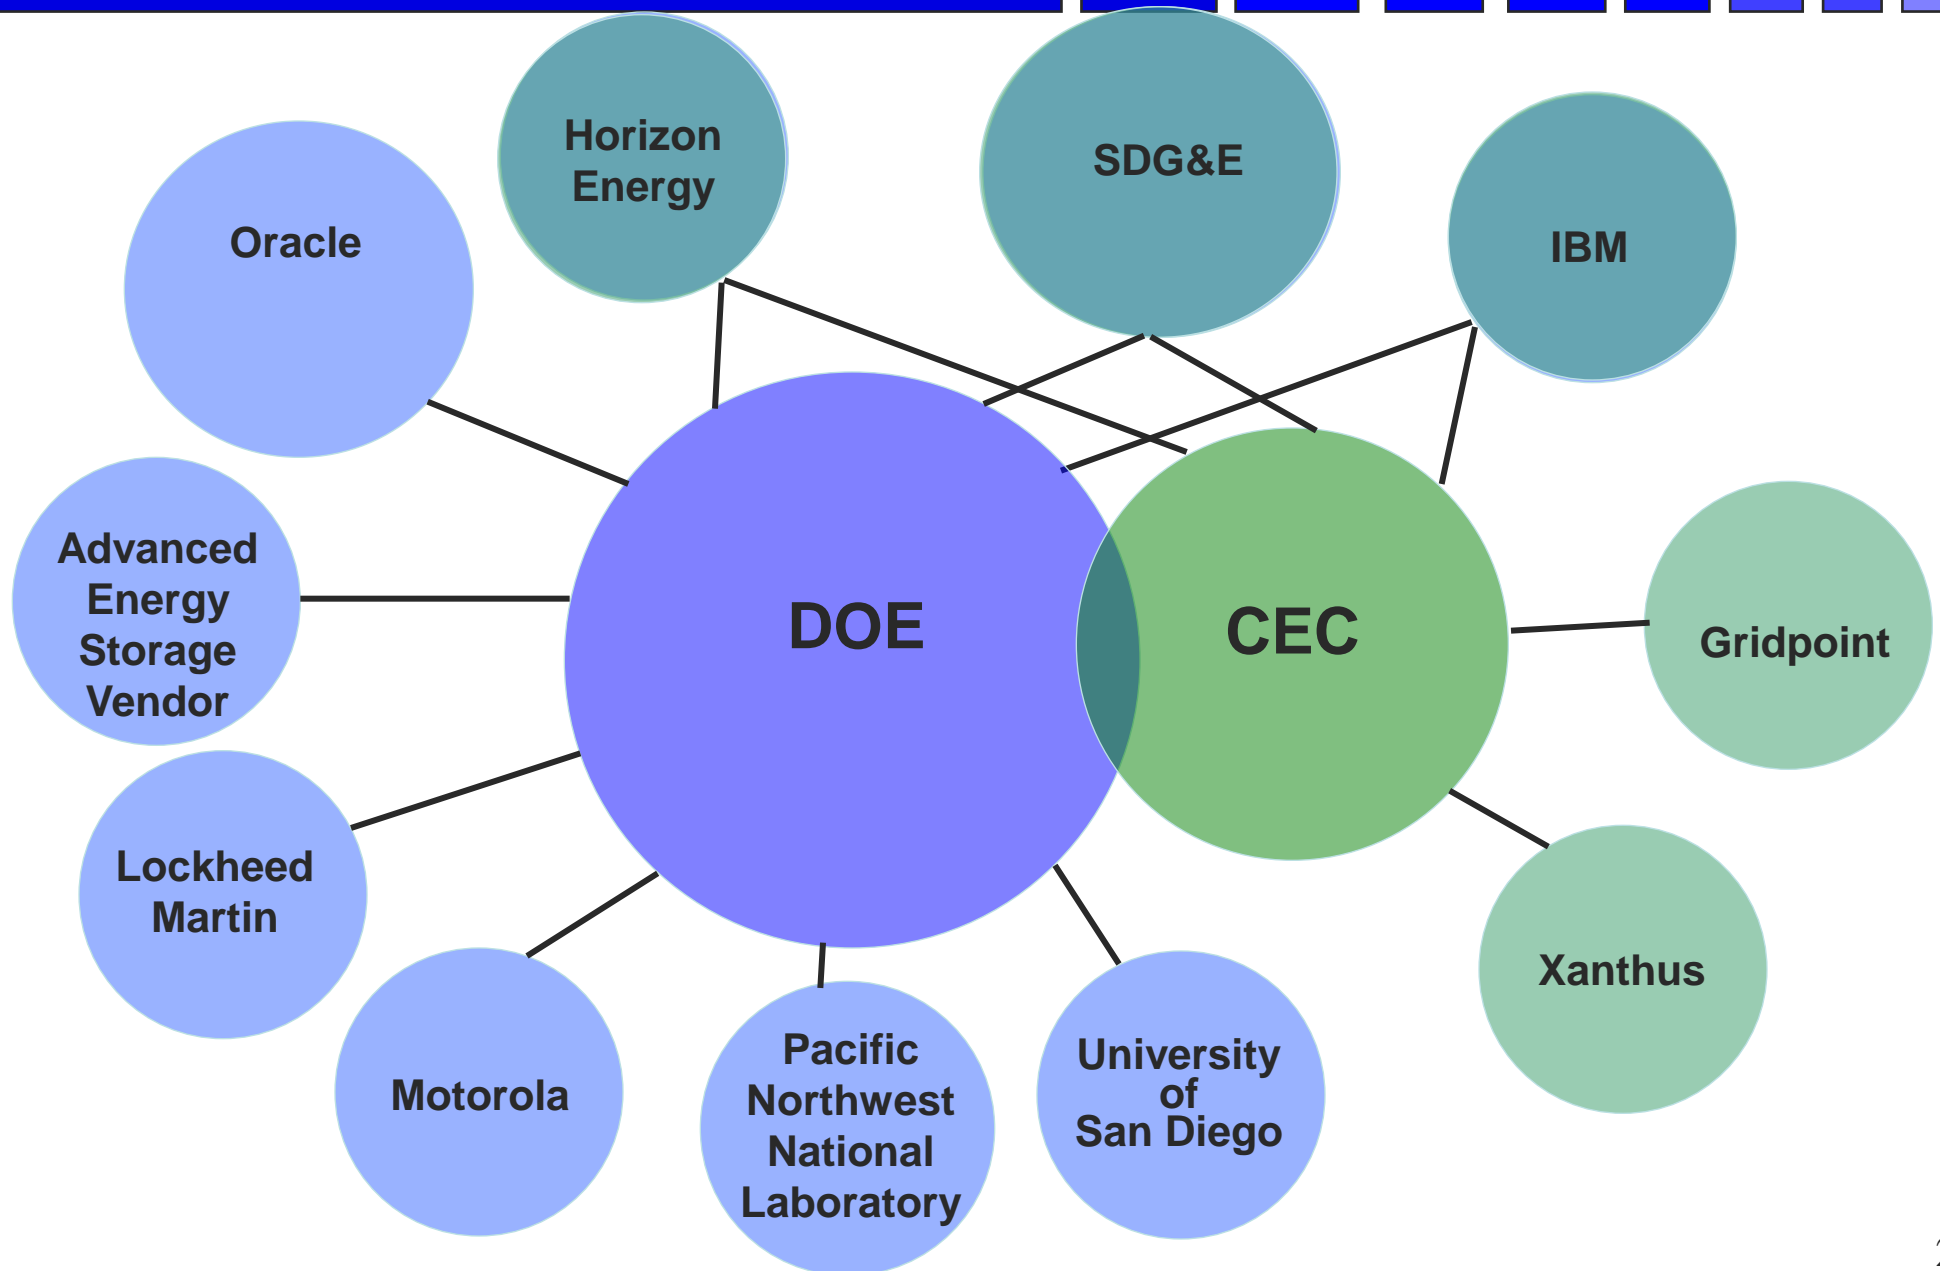 Horizon
Energy
SDG&E
IBM
Oracle
Advanced
Energy
Storage
Vendor
DOE
CEC
Gridpoint
Lockheed
Martin
Motorola
Pacific
Northwest
National
Laboratory
University
of
San Diego
Xanthus